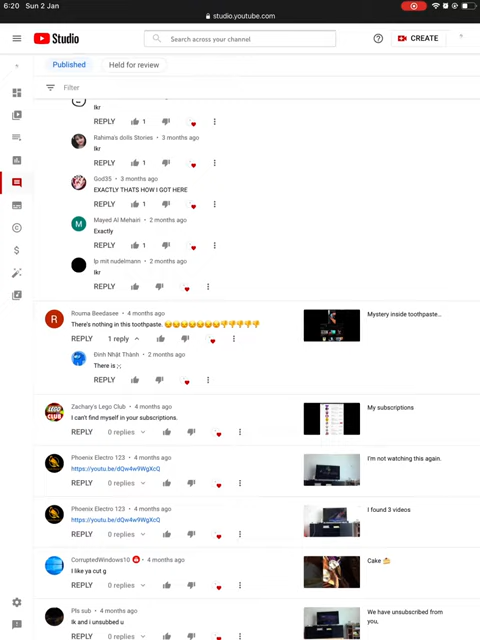 6:20 Sun 2 Jan
studio.youtube.com
Studio
Search across your channel
CREATE
Published
Held for review
Filter
Ikr
REPLY 1
Rahima's dolls Stories • 3 months ago
Ikr
REPLY 1
God35 • 3 months ago
EXACTLY THATS HOW I GOT HERE
REPLY 1
M
Mayed Al Mehairi • 2 months ago
Exactly
REPLY 1
lp mit nudelmann • 2 months ago
Ikr
REPLY
R
Rouma Beedasee • 4 months ago
There's nothing in this toothpaste. 😒😒😒😒😒😒😒👎👎👎👎👎
REPLY 1 reply
Mystery inside toothpaste...
Đinh Nhật Thành • 2 months ago
There is ;-;
REPLY
Zachary's Lego Club • 4 months ago
I can't find myself in your subscriptions.
REPLY 0 replies
My subscriptions
LEGO CLUB
Phoenix Electro 123 • 4 months ago
https://youtu.be/dQw4w9WgXcQ
REPLY 0 replies
I'm not watching this again.
Phoenix Electro 123 • 4 months ago
https://youtu.be/dQw4w9WgXcQ
REPLY 0 replies
I found 3 videos
CorruptedWindows10 • 4 months ago
I like ya cut g
REPLY 0 replies
Cake 🍰
Pls sub • 4 months ago
Ik and i unsubbed u
REPLY 0 replies
We have unsubscribed from
you,